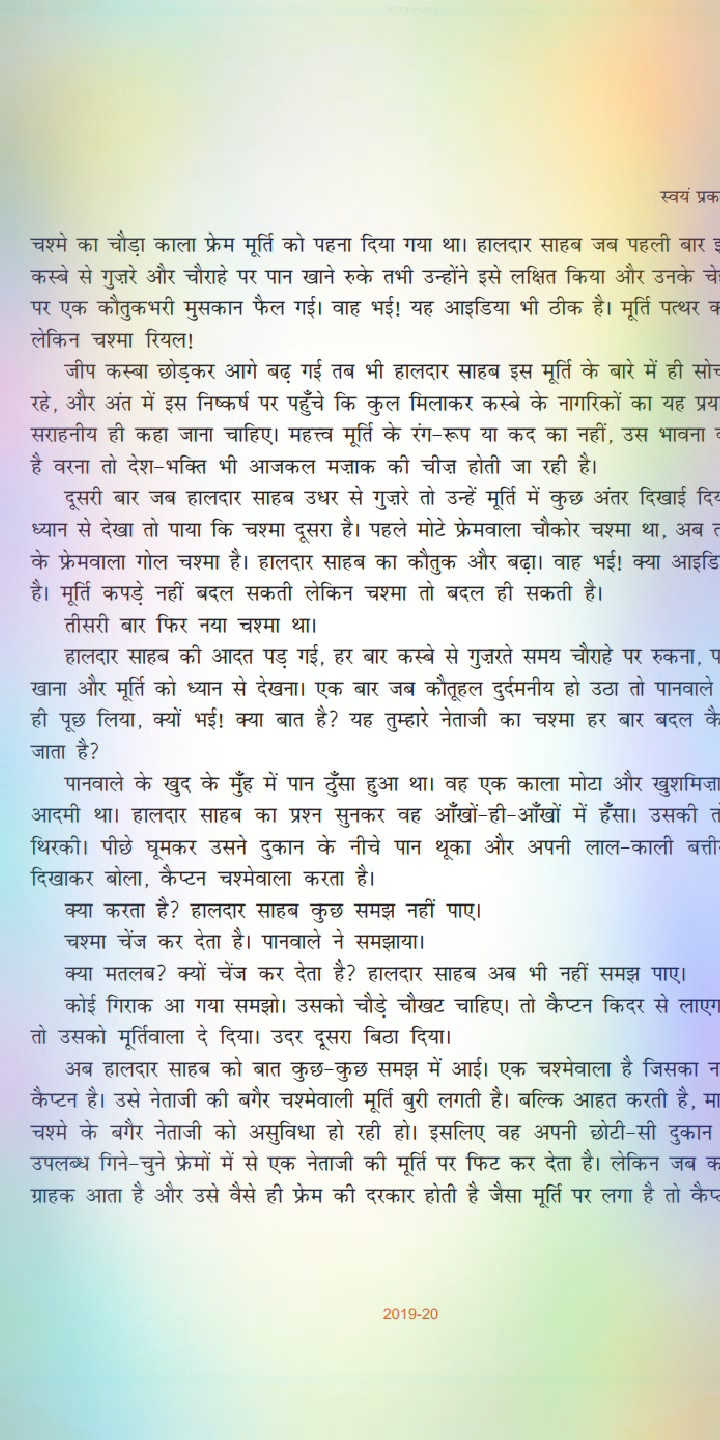 स्वयं
चश्मे का चौड़ा काला फ्रेम मूर्ति को पहना दिया गया था। हालदार साहब जब पहली बार
कस्बे से गुज़रे और चौराहे पर पान खाने रुके तभी उन्होंने इसे लक्षित किया और उनके
पर एक कौतुकभरी मुसकान फैल गई। वाह भई! यह आइडिया भी ठीक है। मूर्ति पत्थर
लेकिन चश्मा रियल!
जीप कस्बा छोड़कर आगे बढ़ गई तब भी हालदार साहब इस मूर्ति के बारे में ही
रहे, और अंत में इस निष्कर्ष पर पहुँचे कि कुल मिलाकर कस्बे के नागरिकों का यह
सराहनीय ही कहा जाना चाहिए। महत्त्व मूर्ति के रंग-रूप या कद का नहीं, उस भावना
है वरना तो देश-भक्ति भी आजकल मज़ाक की चीज़ होती जा रही है।
दूसरी बार जब हालदार साहब उधर से गुज़रे तो उन्हें मूर्ति में कुछ अंतर दिखाई
ध्यान से देखा तो पाया कि चश्मा दूसरा है। पहले मोटे फ्रेमवाला चौकोर चश्मा था, अब
के फ्रेमवाला गोल चश्मा है। हालदार साहब का कौतुक और बढ़ा। वाह भई! क्या
है। मूर्ति कपड़े नहीं बदल सकती लेकिन चश्मा तो बदल ही सकती है।
तीसरी बार फिर नया चश्मा था।
हालदार साहब की आदत पड़ गई, हर बार कस्बे से गुज़रते समय चौराहे पर रुकना,
खाना और मूर्ति को ध्यान से देखना। एक बार जब कौतूहल दुर्दमनीय हो उठा तो पानवाले
ही पूछ लिया, क्यों भई! क्या बात है? यह तुम्हारे नेताजी का चश्मा हर बार बदल
जाता है?
पानवाले के खुद के मुँह में पान ठुँसा हुआ था। वह एक काला मोटा और
आदमी था। हालदार साहब का प्रश्न सुनकर वह आँखों-ही-आँखों में हँसा। उसकी
थिरकी। पीछे घूमकर उसने दुकान के नीचे पान थूका और अपनी लाल-काली
दिखाकर बोला, कैप्टन चश्मेवाला करता है।
क्या करता है? हालदार साहब कुछ समझ नहीं पाए।
चश्मा चेंज कर देता है। पानवाले ने समझाया।
क्या मतलब? क्यों चेंज कर देता है? हालदार साहब अब भी नहीं समझ पाए।
कोई गिराक आ गया समझो। उसको चौड़े चौखट चाहिए। तो कैप्टन किदर से
तो उसको मूर्तिवाला दे दिया। उदर दूसरा बिठा दिया।
अब हालदार साहब को बात कुछ-कुछ समझ में आई। एक चश्मेवाला है जिसका
कैप्टन है। उसे नेताजी की बगैर चश्मेवाली मूर्ति बुरी लगती है। बल्कि आहत करती है,
चश्मे के बगैर नेताजी को असुविधा हो रही हो। इसलिए वह अपनी छोटी-सी दुकान
उपलब्ध गिने-चुने फ्रेमों में से एक नेताजी की मूर्ति पर फिट कर देता है। लेकिन जब
ग्राहक आता है और उसे वैसे ही फ्रेम की दरकार होती है जैसा मूर्ति पर लगा है तो
2019-20